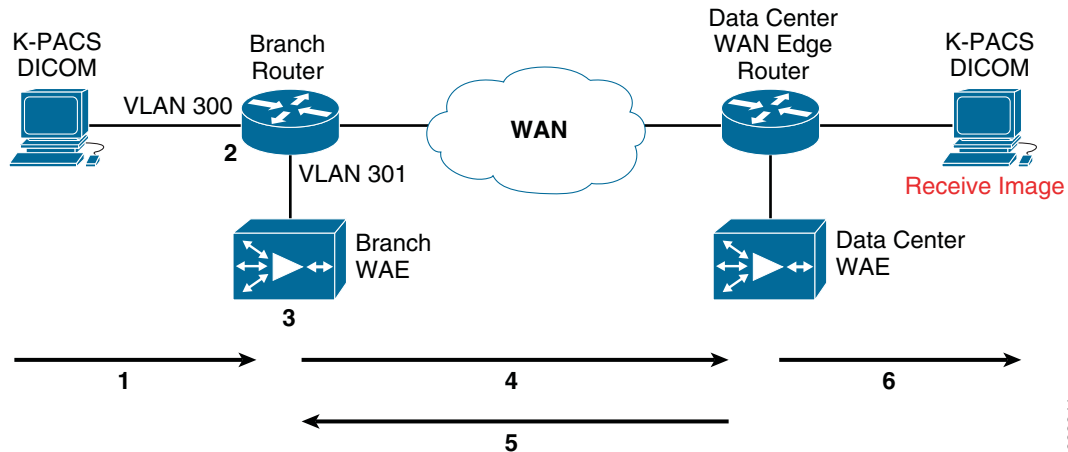 K-PACS
DICOM
Branch
Router
Data Center
WAN Edge
Router
K-PACS
DICOM
VLAN 300
WAN
2
VLAN 301
Receive Image
Branch
WAE
Data Center
WAE
3
1
4
6
5